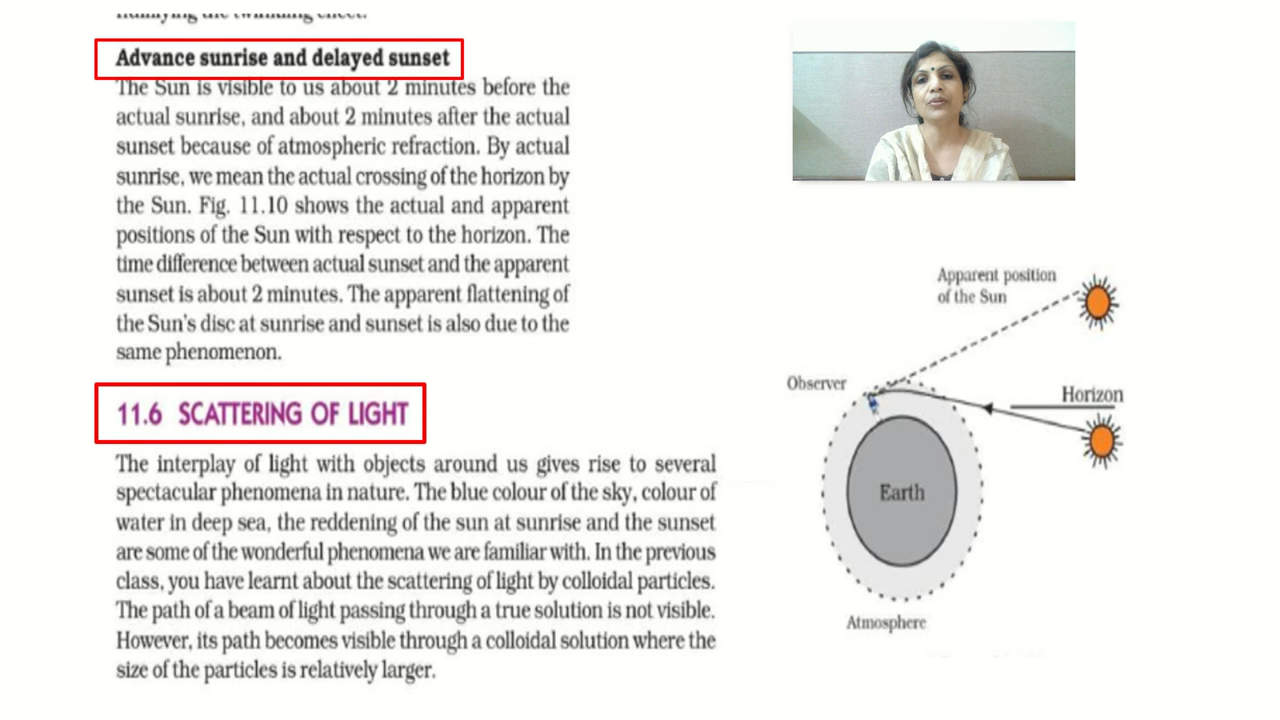 nullifying the twinkling effect.
Advance sunrise and delayed sunset
The Sun is visible to us about 2 minutes before the
actual sunrise, and about 2 minutes after the actual
sunset because of atmospheric refraction. By actual
sunrise, we mean the actual crossing of the horizon by
the Sun. Fig. 11.10 shows the actual and apparent
positions of the Sun with respect to the horizon. The
time difference between actual sunset and the apparent
sunset is about 2 minutes. The apparent flattening of
the Sun's disc at sunrise and sunset is also due to the
same phenomenon.
11.6 SCATTERING OF LIGHT
The interplay of light with objects around us gives rise to several
spectacular phenomena in nature. The blue colour of the sky, colour of
water in deep sea, the reddening of the sun at sunrise and the sunset
are some of the wonderful phenomena we are familiar with. In the previous
class, you have learnt about the scattering of light by colloidal particles.
The path of a beam of light passing through a true solution is not visible.
However, its path becomes visible through a colloidal solution where the
size of the particles is relatively larger.
Apparent position
of the Sun
Observer
Horizon
Earth
Atmosphere